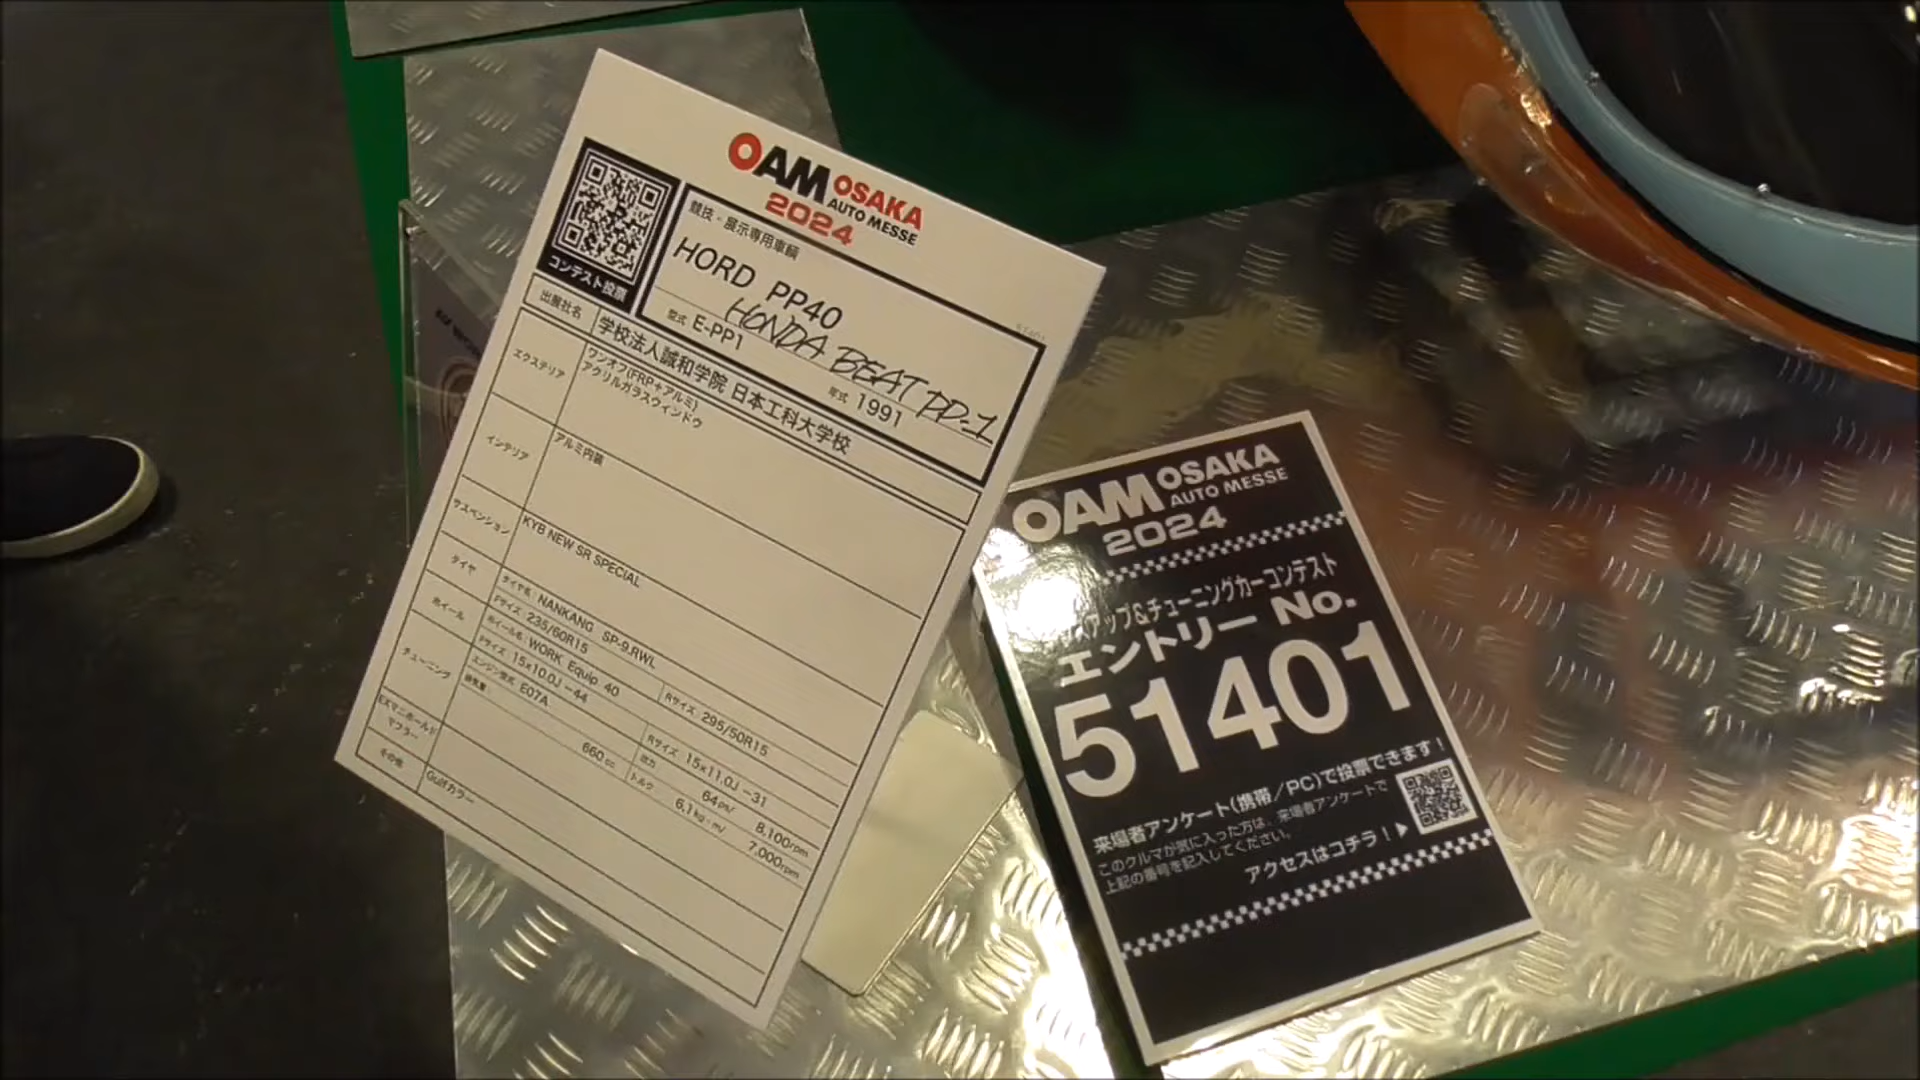 OAM OSAKA
AUTO MESSE
2024
コンテスト投票
競技・展示専用車輌
HORD PP40
HONDA BEAT PP-1
型式 E-PP1
年式 1991
出展社名 学校法人誠和学院 日本工科大学校
エクステリア ワンオフ(FRP+アルミ)
アクリルガラスウィンドウ
インテリア アルミ内装
サスペンション KYB NEW SR SPECIAL
タイヤ タイヤ名: NANKANG SP-9.RWL
Fサイズ: 235/60R15 Rサイズ: 295/50R15
ホイール ホイール名: WORK Equip 40
Fサイズ: 15x10.0J -44 Rサイズ: 15x11.0J -31
チューニング エンジン型式: E07A 出力 64ps/ 8,100rpm
排気量: 660cc トルク 6.1kg・m/ 7,000rpm
EXマニホールド
マフラー
その他 Gulfカラー
OAM OSAKA
AUTO MESSE
2024
スアップ&チューニングカーコンテスト
エントリー No.
51401
来場者アンケート(携帯/PC)で投票できます!
このクルマが気に入った方は、来場者アンケートで
上記の番号を記入してください。
アクセスはコチラ!▶